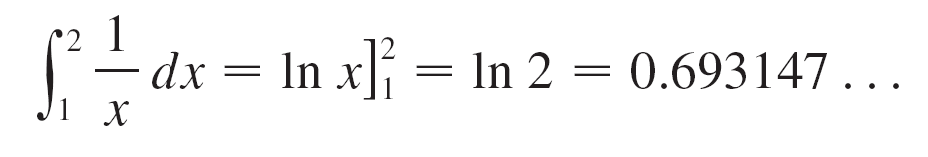 ∫₁² 1/x dx = ln x]₁² = ln 2 = 0.693147 . . .